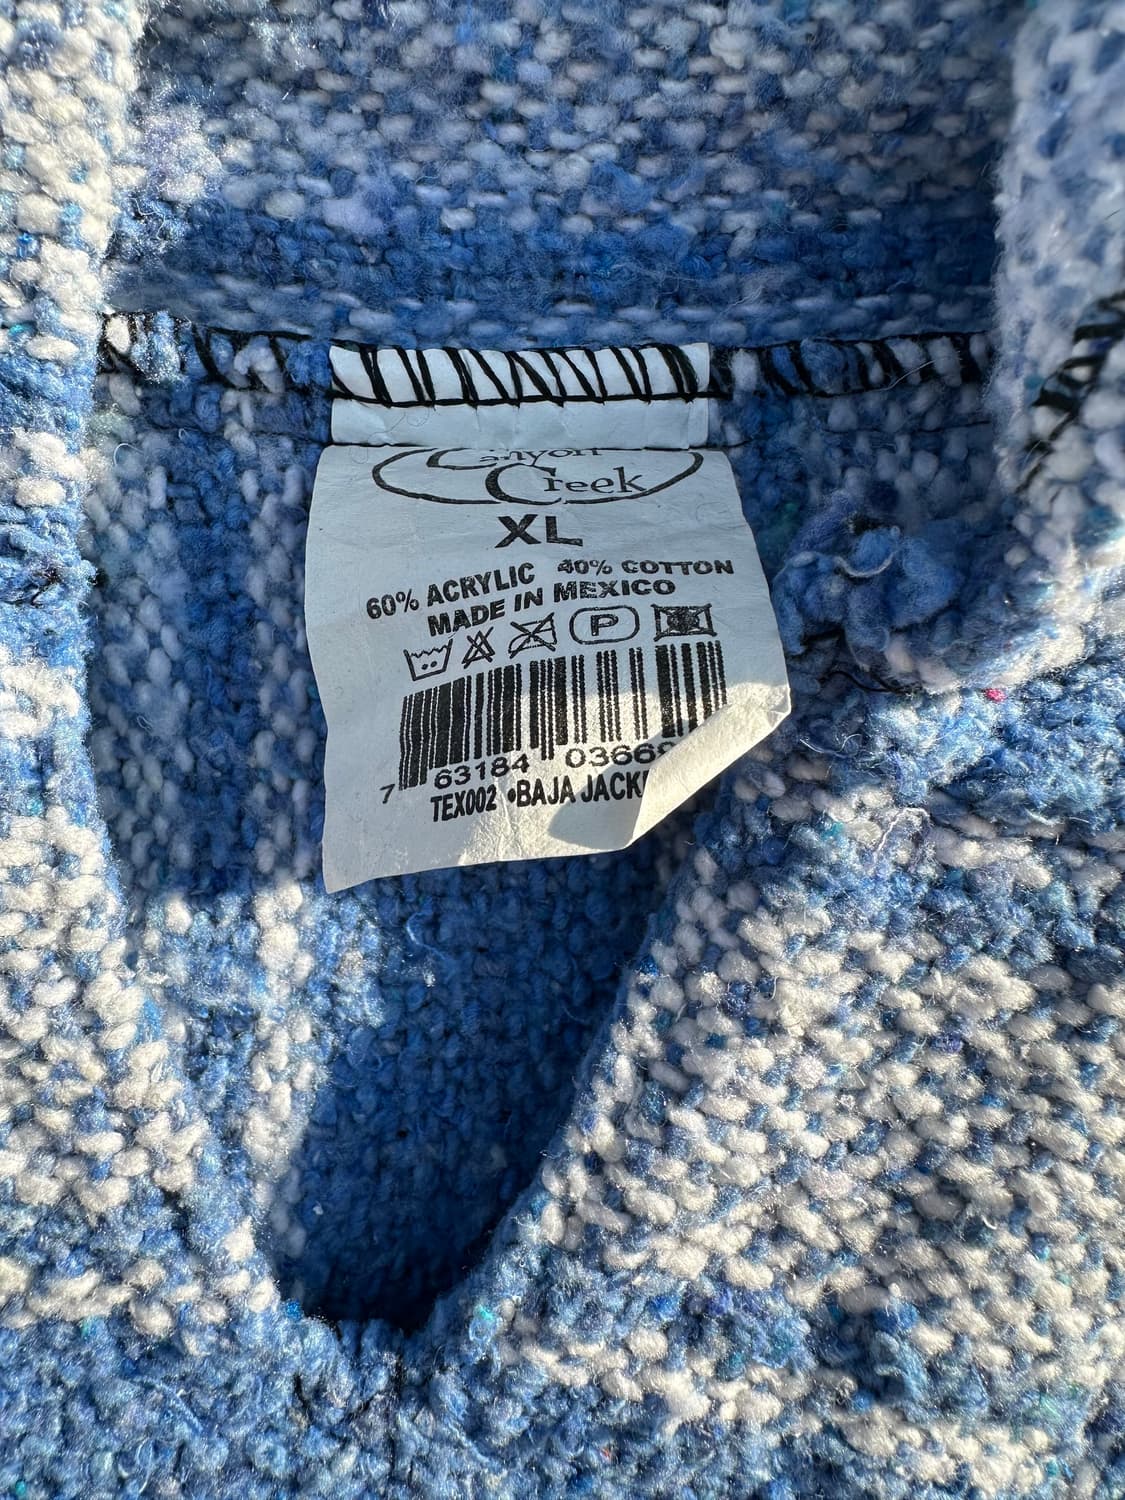 Canyon
Creek
XL
60% ACRYLIC 40% COTTON
MADE IN MEXICO
P
7 63184 0366
TEX002 •BAJA JACK